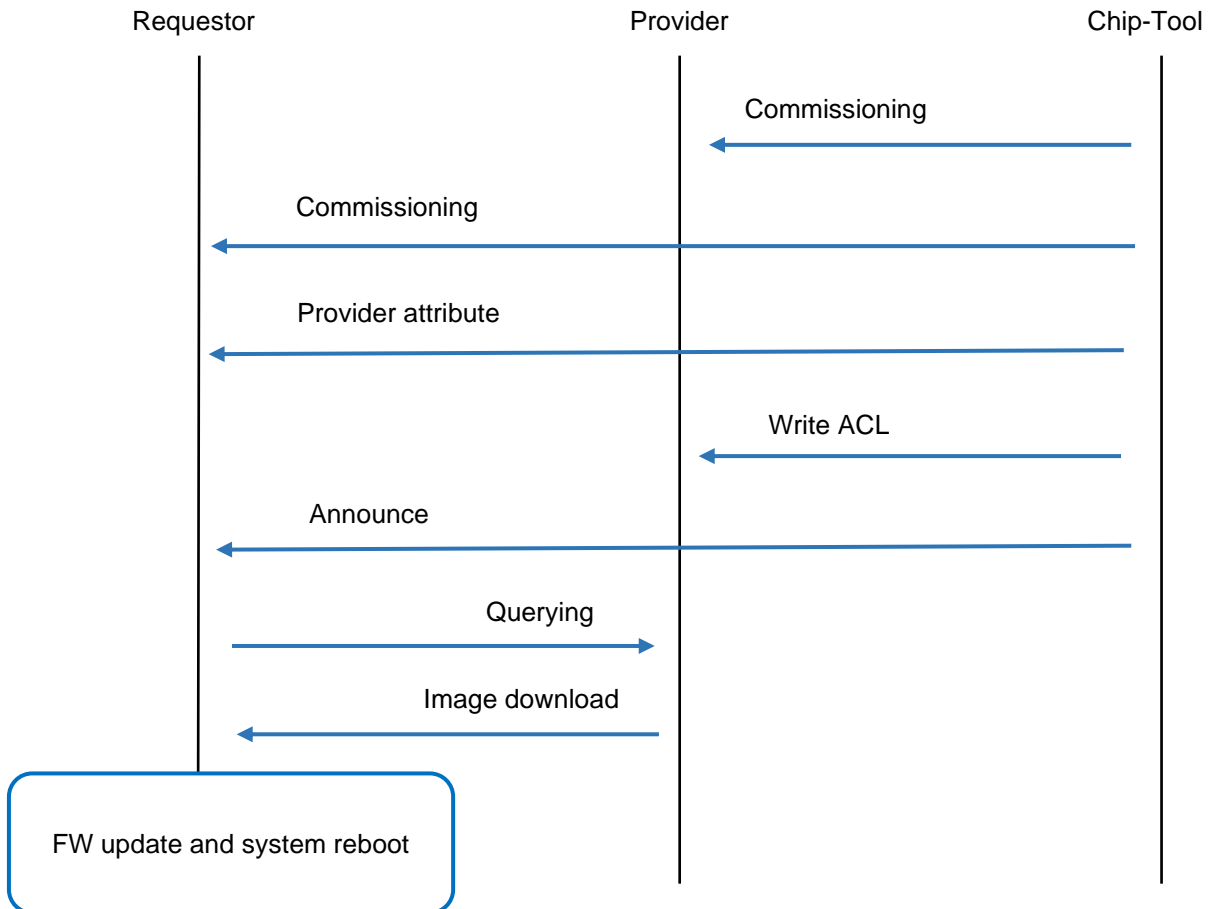 Requestor
Provider
Chip-Tool
Commissioning
Commissioning
Provider attribute
Write ACL
Announce
Querying
Image download
FW update and system reboot